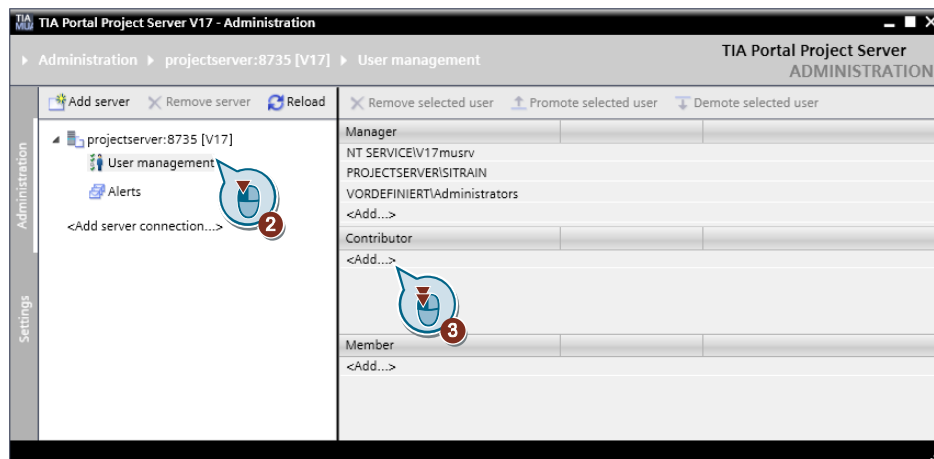 TIA MU TIA Portal Project Server V17 - Administration
Administration projectserver:8735 [V17] User management
TIA Portal Project Server
ADMINISTRATION
Add server Remove server Reload
Remove selected user Promote selected user Demote selected user
Administration
Settings
projectserver:8735 [V17]
User management
Alerts
<Add server connection...>
2
Manager
NT SERVICE\V17musrv
PROJECTSERVER\SITRAIN
VORDEFINIERT\Administrators
<Add...>
Contributor
<Add...>
3
Member
<Add...>